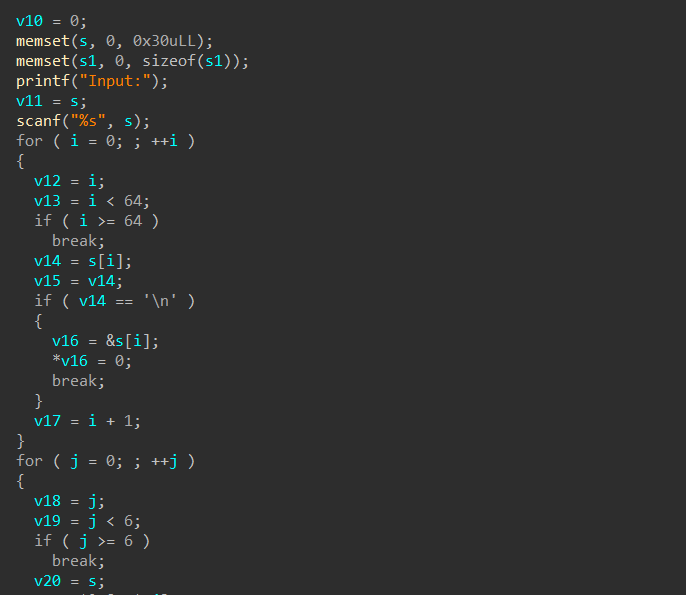 v10 = 0;
memset(s, 0, 0x30uLL);
memset(s1, 0, sizeof(s1));
printf("Input:");
v11 = s;
scanf("%s", s);
for ( i = 0; ; ++i )
{
  v12 = i;
  v13 = i < 64;
  if ( i >= 64 )
    break;
  v14 = s[i];
  v15 = v14;
  if ( v14 == '\n' )
  {
    v16 = &s[i];
    *v16 = 0;
    break;
  }
  v17 = i + 1;
}
for ( j = 0; ; ++j )
{
  v18 = j;
  v19 = j < 6;
  if ( j >= 6 )
    break;
  v20 = s;